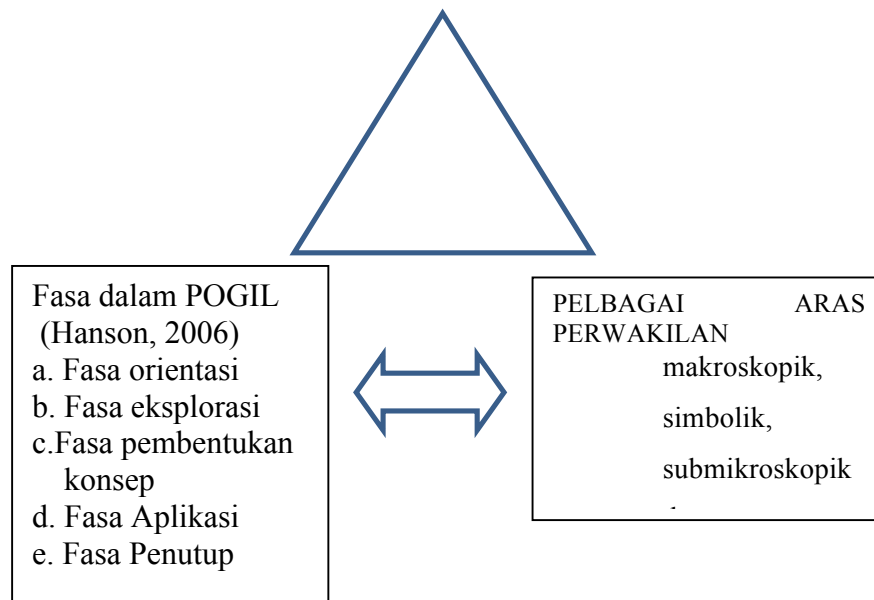 Fasa dalam POGIL
(Hanson, 2006)
a. Fasa orientasi
b. Fasa eksplorasi
c.Fasa pembentukan
konsep
d. Fasa Aplikasi
e. Fasa Penutup
PELBAGAI ARAS
PERWAKILAN
makroskopik,
simbolik,
submikroskopik